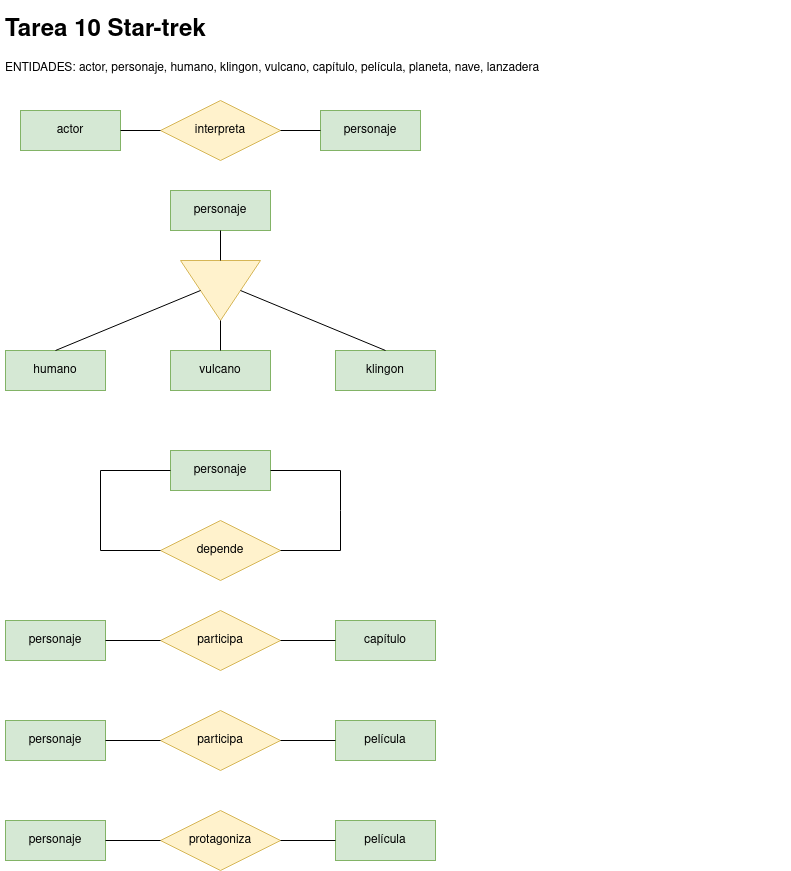 Tarea 10 Star-trek
ENTIDADES: actor, personaje, humano, klingon, vulcano, capítulo, película, planeta, nave, lanzadera
actor interpreta personaje
personaje
humano vulcano klingon
personaje
depende
personaje participa capítulo
personaje participa película
personaje protagoniza película